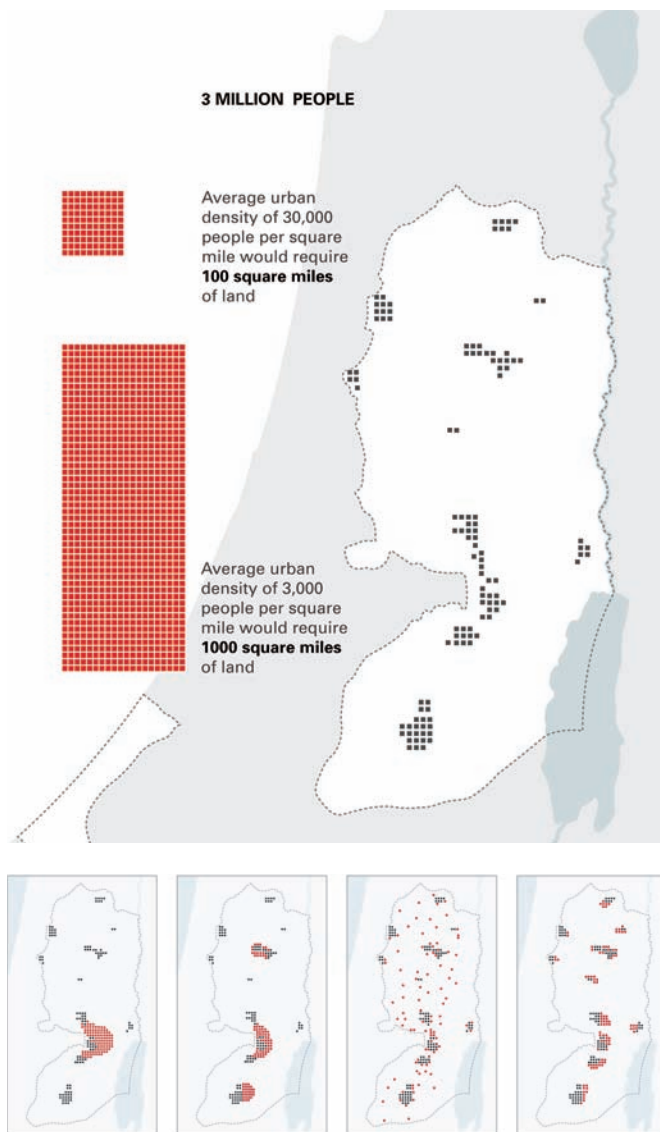 3 MILLION PEOPLE
Average urban
density of 30,000
people per square
mile would require
100 square miles
of land
Average urban
density of 3,000
people per square
mile would require
1000 square miles
of land